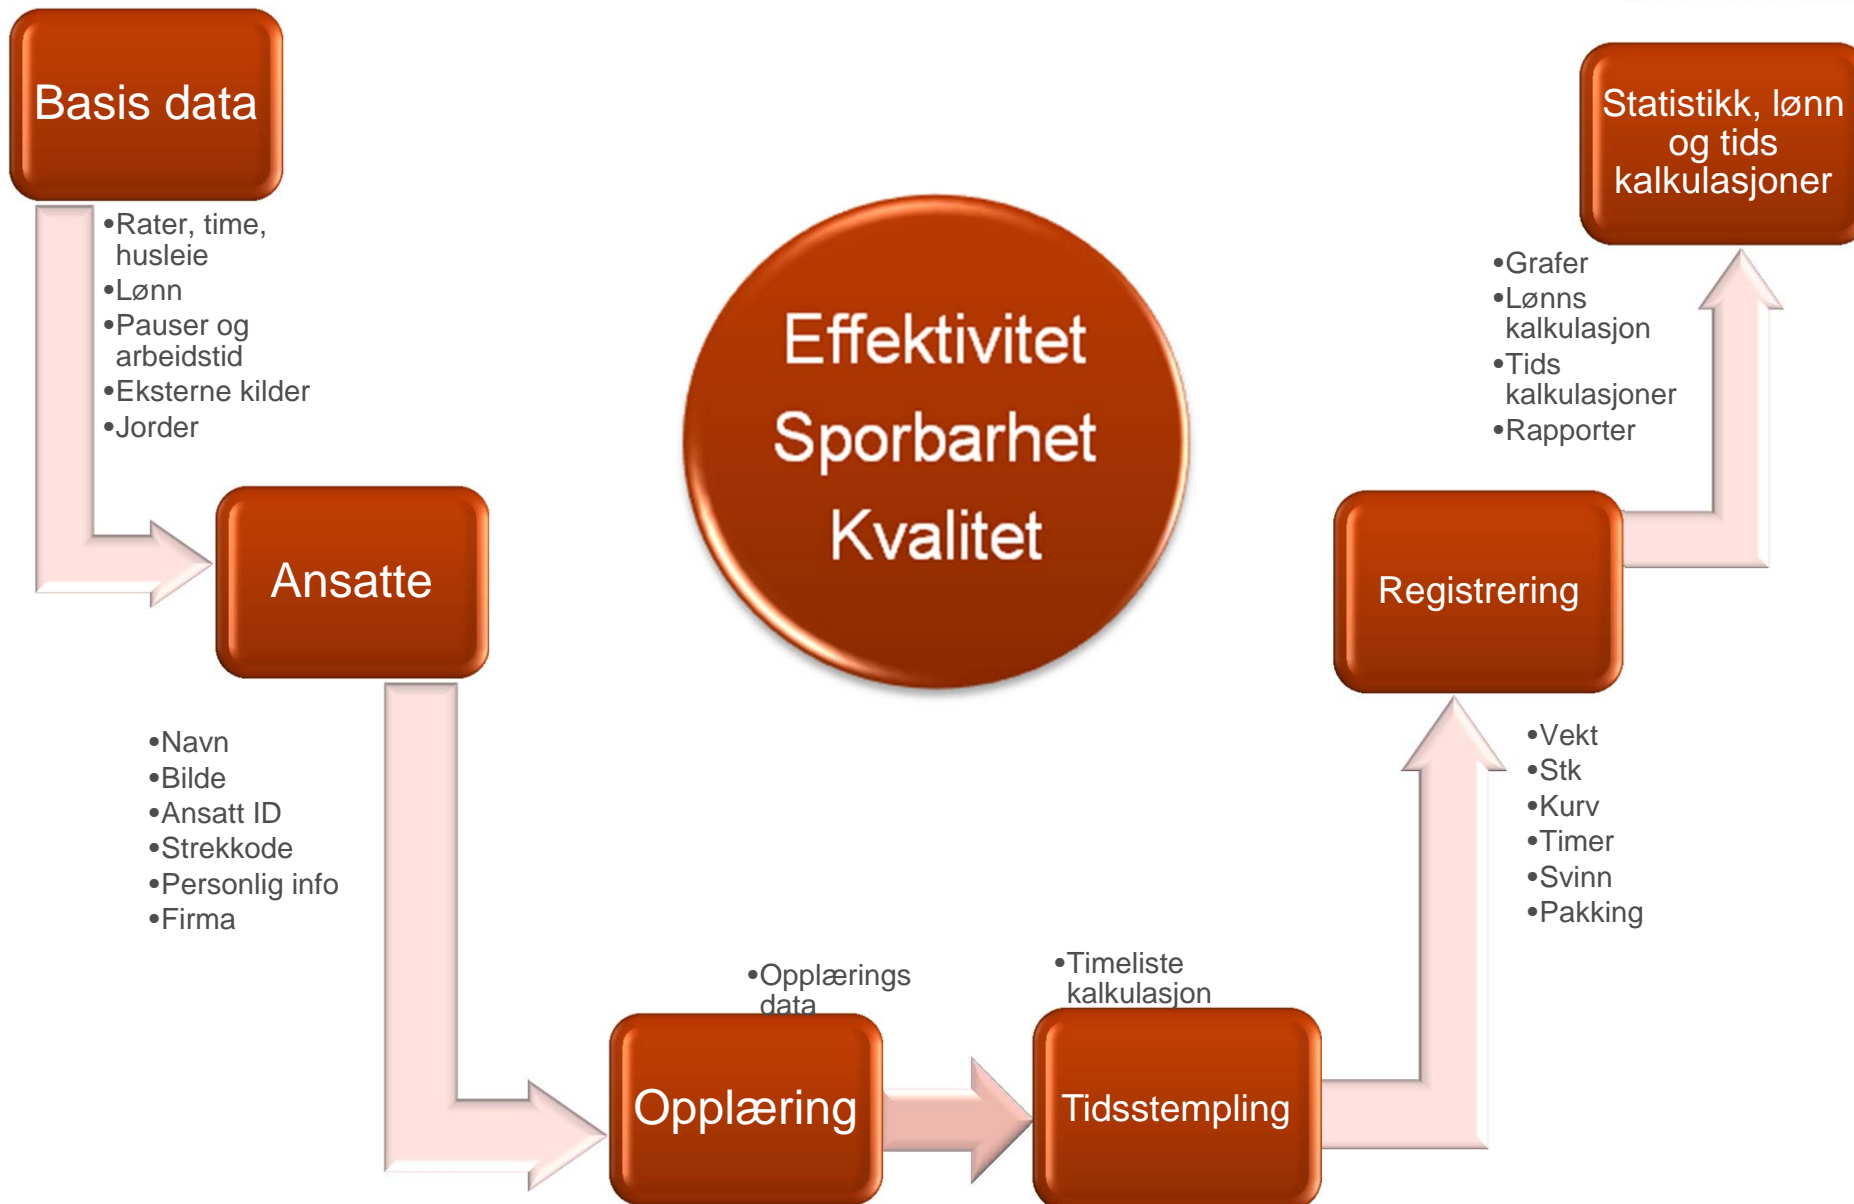 Basis data
•Rater, time,
husleie
•Lønn
•Pauser og
arbeidstid
•Eksterne kilder
•Jorder
Ansatte
•Navn
•Bilde
•Ansatt ID
•Strekkode
•Personlig info
•Firma
Effektivitet
Sporbarhet
Kvalitet
•Opplærings
data
Opplæring
•Timeliste
kalkulasjon
Tidsstempling
Registrering
•Vekt
•Stk
•Kurv
•Timer
•Svinn
•Pakking
Statistikk, lønn
og tids
kalkulasjoner
•Grafer
•Lønns
kalkulasjon
•Tids
kalkulasjoner
•Rapporter